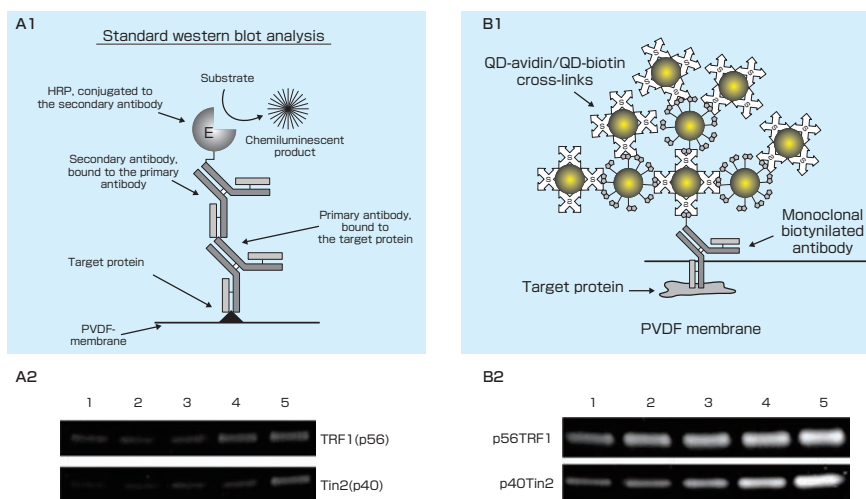 A1
Standard western blot analysis
HRP, conjugated to
the secondary antibody
Substrate
E
Chemiluminescent
product
Secondary antibody,
bound to the primary
antibody
Primary antibody,
bound to
the target protein
Target protein
PVDF-
membrane
B1
QD-avidin/QD-biotin
cross-links
S S S S
S S S S
S S S S
S S S S
S S S S
S S S S
Monoclonal
biotynilated
antibody
Target protein
PVDF membrane
A2
1 2 3 4 5
TRF1(p56)
Tin2(p40)
B2
1 2 3 4 5
p56TRF1
p40Tin2